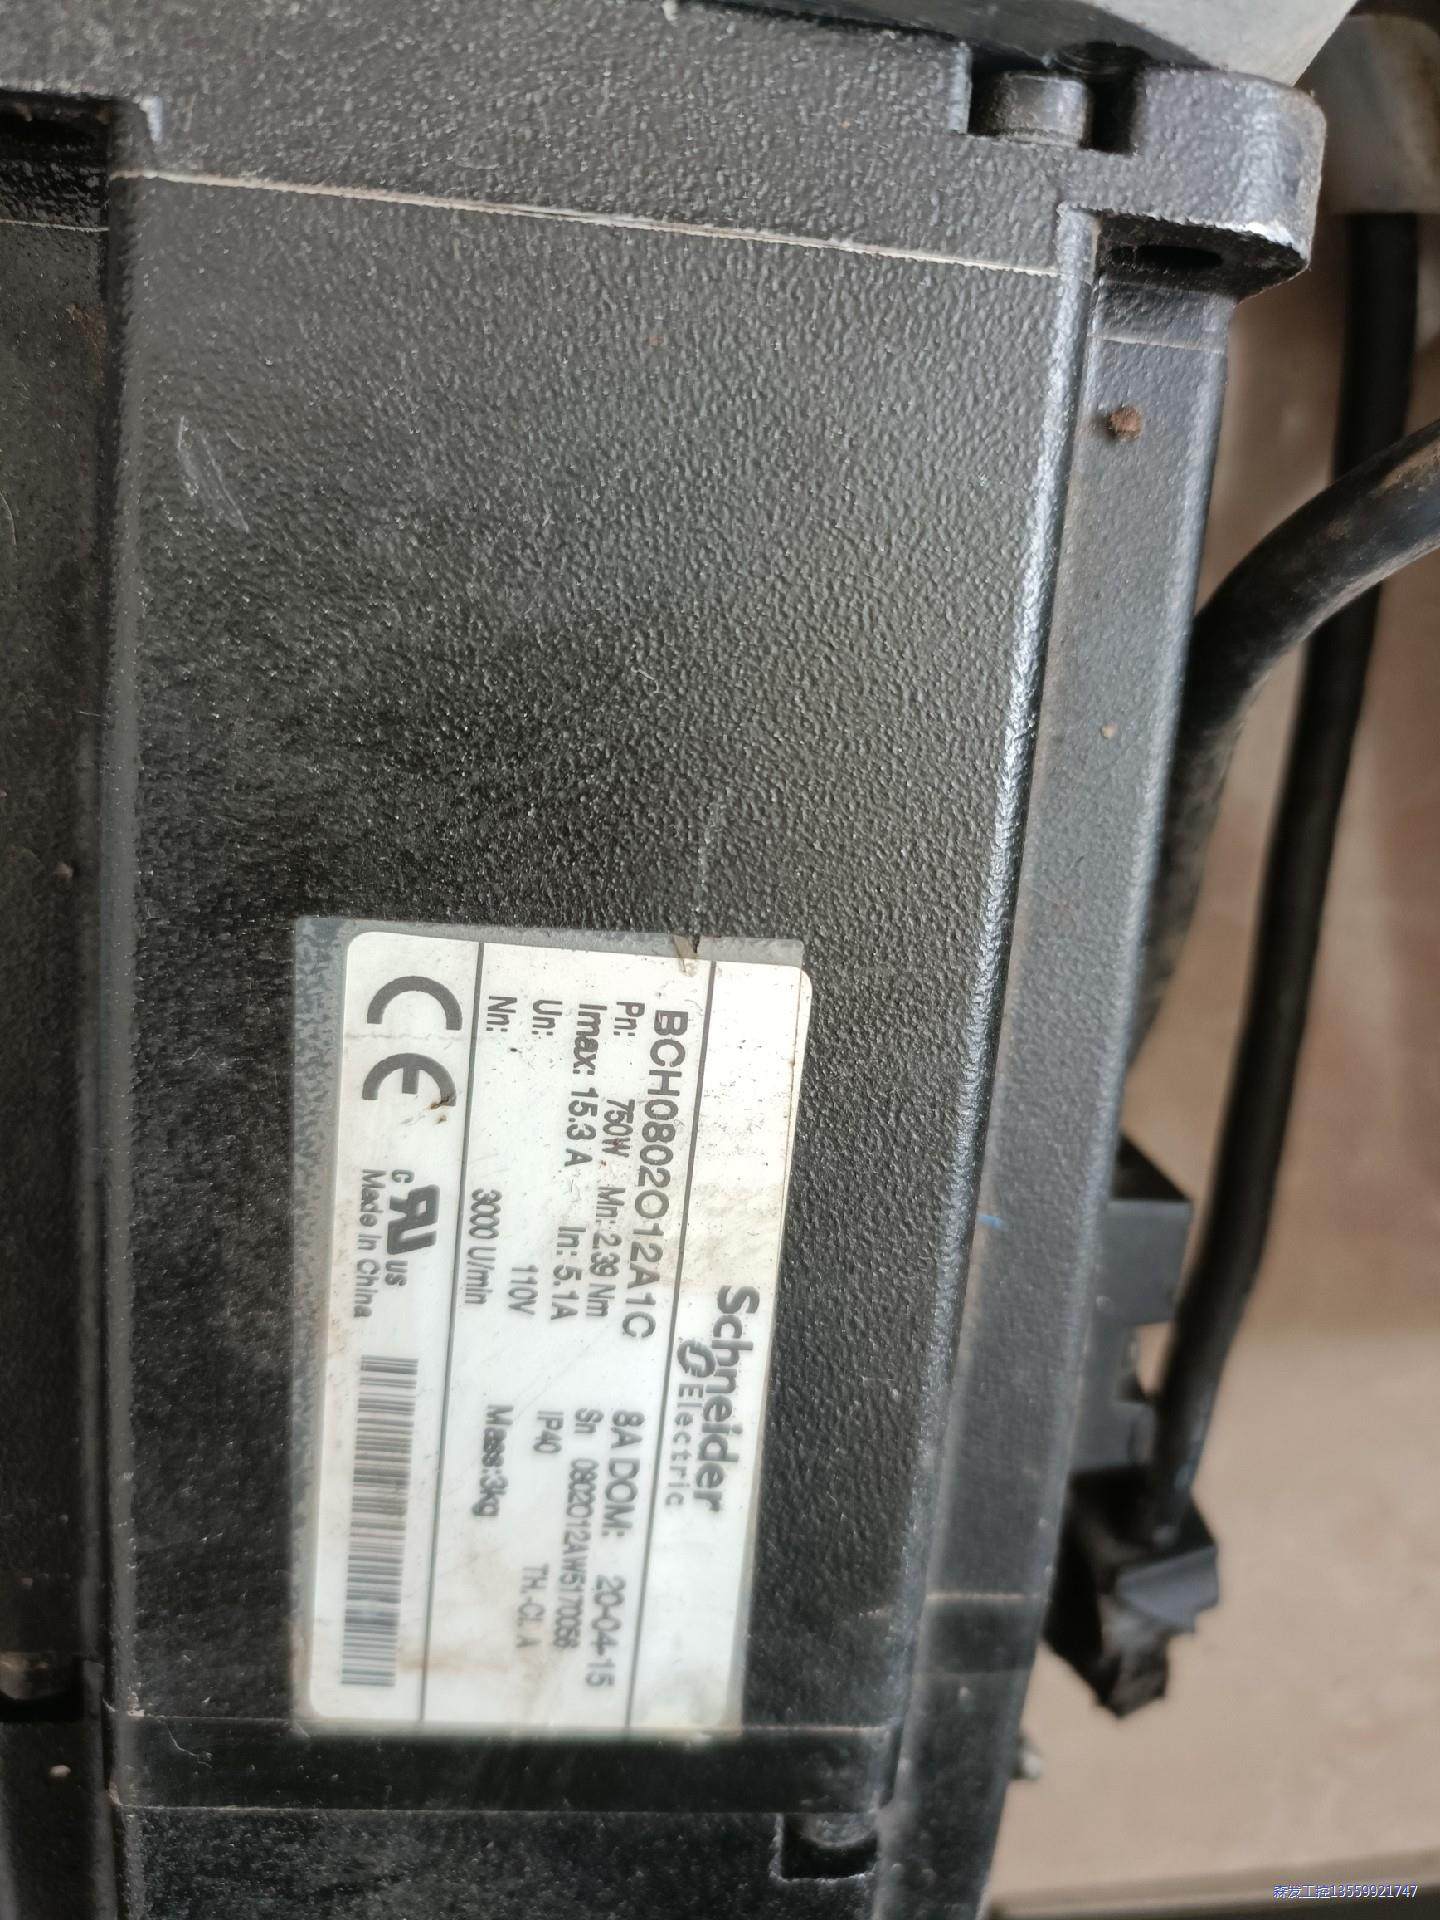 Schneider
Electric
BCH0802O12A1C
8A DOM: 20-04-15
Pn: 750W Mn: 2.39 Nm
Sn 0802O12AW5170058
Imax: 15.3 A In: 5.1A
IP40 TH.-CL. A
Un: 110V
Nn: 3000 U/min
Mass:3kg
CE
c UR us
Made in China
森发工控13559921747